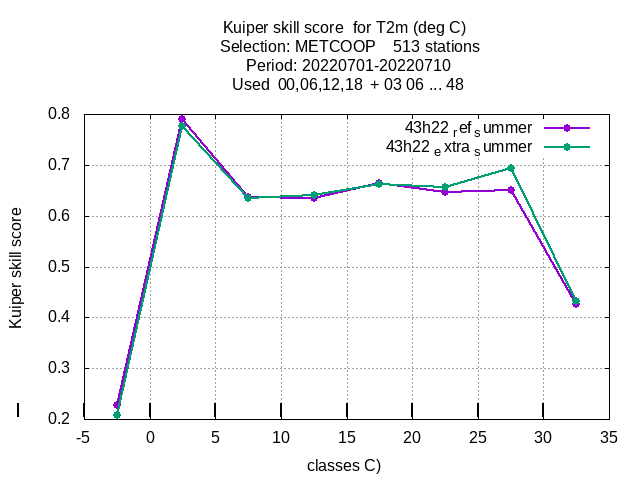 Kuiper skill score  for T2m (deg C)
Selection: METCOOP    513 stations
Period: 20220701-20220710
Used  00,06,12,18  + 03 06 ... 48
43h22 ref summer
43h22 extra summer
0.8
0.7
0.6
0.5
0.4
0.3
0.2
Kuiper skill score
-5 0 5 10 15 20 25 30 35
classes C)